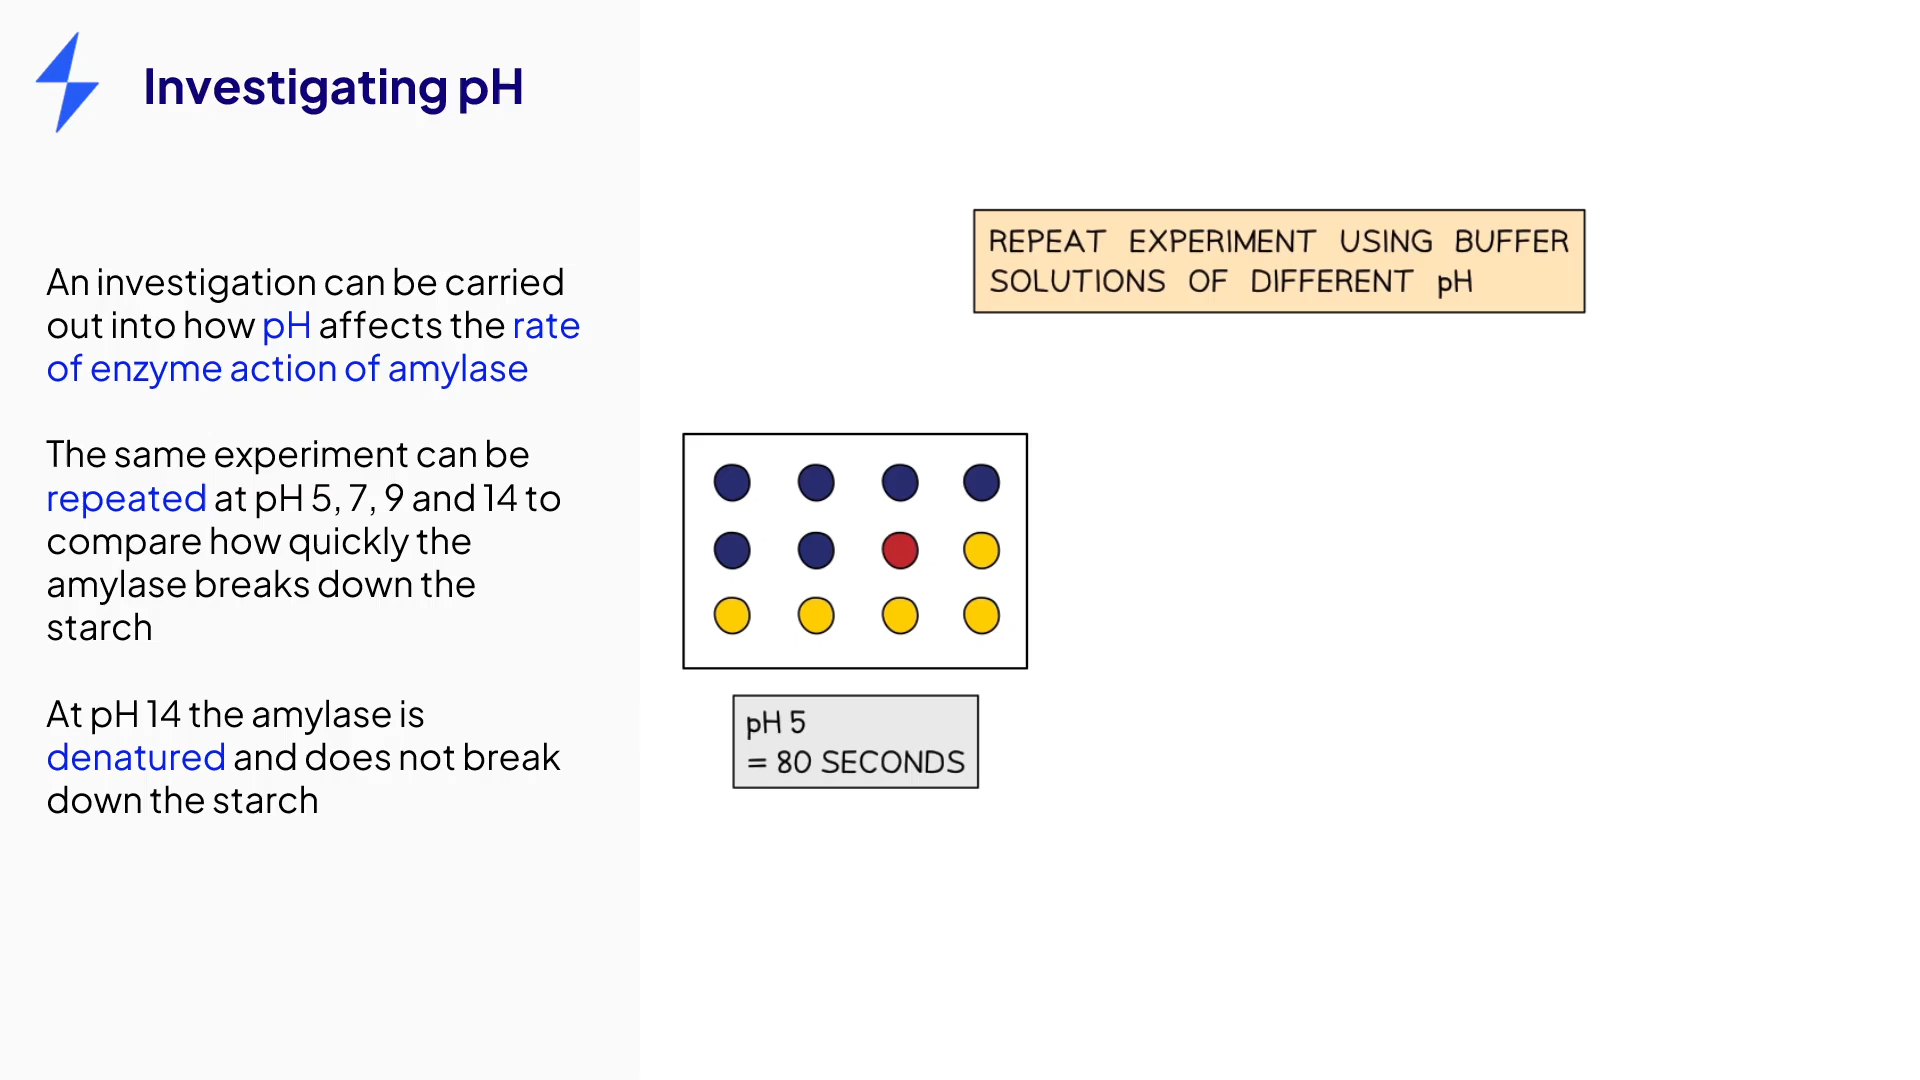 Investigating pH
An investigation can be carried
out into how pH affects the rate
of enzyme action of amylase
The same experiment can be
repeated at pH 5, 7, 9 and 14 to
compare how quickly the
amylase breaks down the
starch
At pH 14 the amylase is
denatured and does not break
down the starch
REPEAT EXPERIMENT USING BUFFER
SOLUTIONS OF DIFFERENT pH
pH 5
= 80 SECONDS